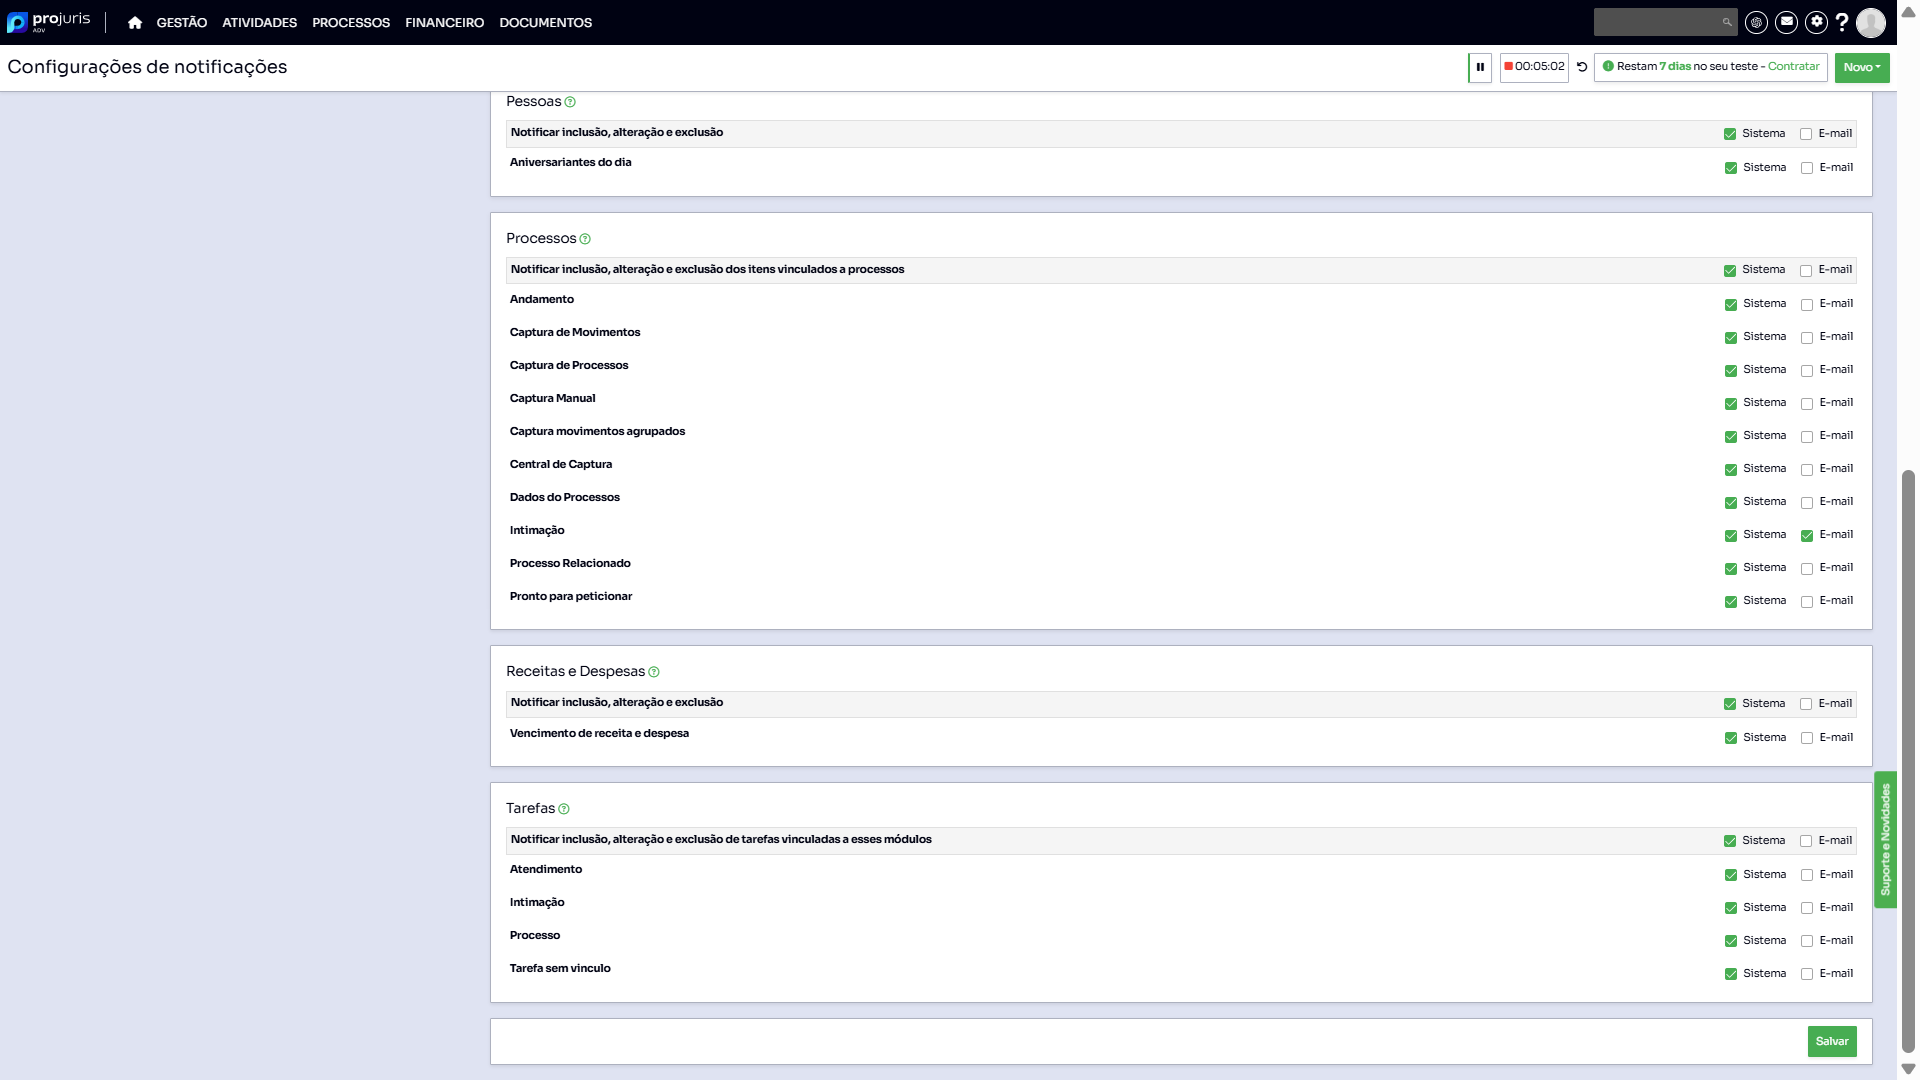 projuris
ADV
GESTÃO ATIVIDADES PROCESSOS FINANCEIRO DOCUMENTOS
?
Configurações de notificações
00:05:02
Restam 7 dias no seu teste - Contratar
Novo
Pessoas ?
Notificar inclusão, alteração e exclusão Sistema E-mail
Aniversariantes do dia Sistema E-mail
Processos ?
Notificar inclusão, alteração e exclusão dos itens vinculados a processos Sistema E-mail
Andamento Sistema E-mail
Captura de Movimentos Sistema E-mail
Captura de Processos Sistema E-mail
Captura Manual Sistema E-mail
Captura movimentos agrupados Sistema E-mail
Central de Captura Sistema E-mail
Dados do Processos Sistema E-mail
Intimação Sistema E-mail
Processo Relacionado Sistema E-mail
Pronto para peticionar Sistema E-mail
Receitas e Despesas ?
Notificar inclusão, alteração e exclusão Sistema E-mail
Vencimento de receita e despesa Sistema E-mail
Tarefas ?
Notificar inclusão, alteração e exclusão de tarefas vinculadas a esses módulos Sistema E-mail
Atendimento Sistema E-mail
Intimação Sistema E-mail
Processo Sistema E-mail
Tarefa sem vinculo Sistema E-mail
Suporte e Novidades
Salvar